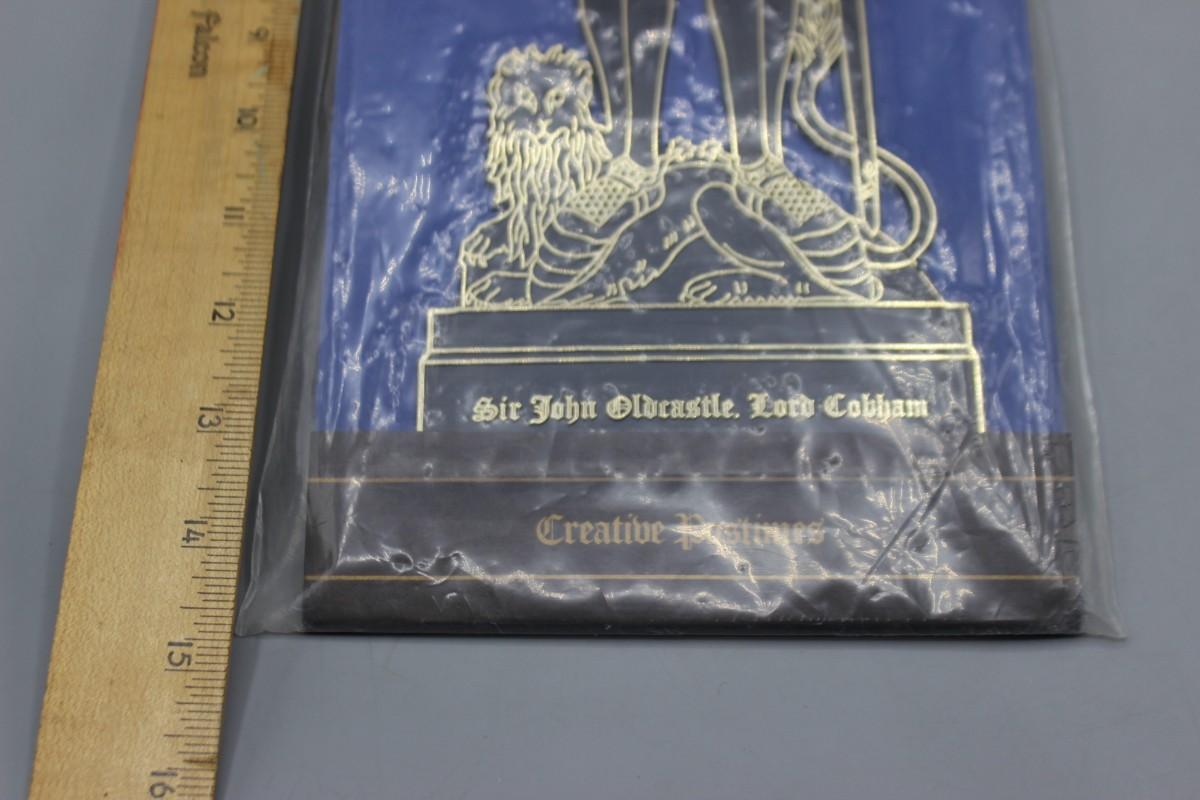 Falcon
9
10
11
12
13
14
15
16
Sir John Oldcastle. Lord Cobham
Creative Pastimes